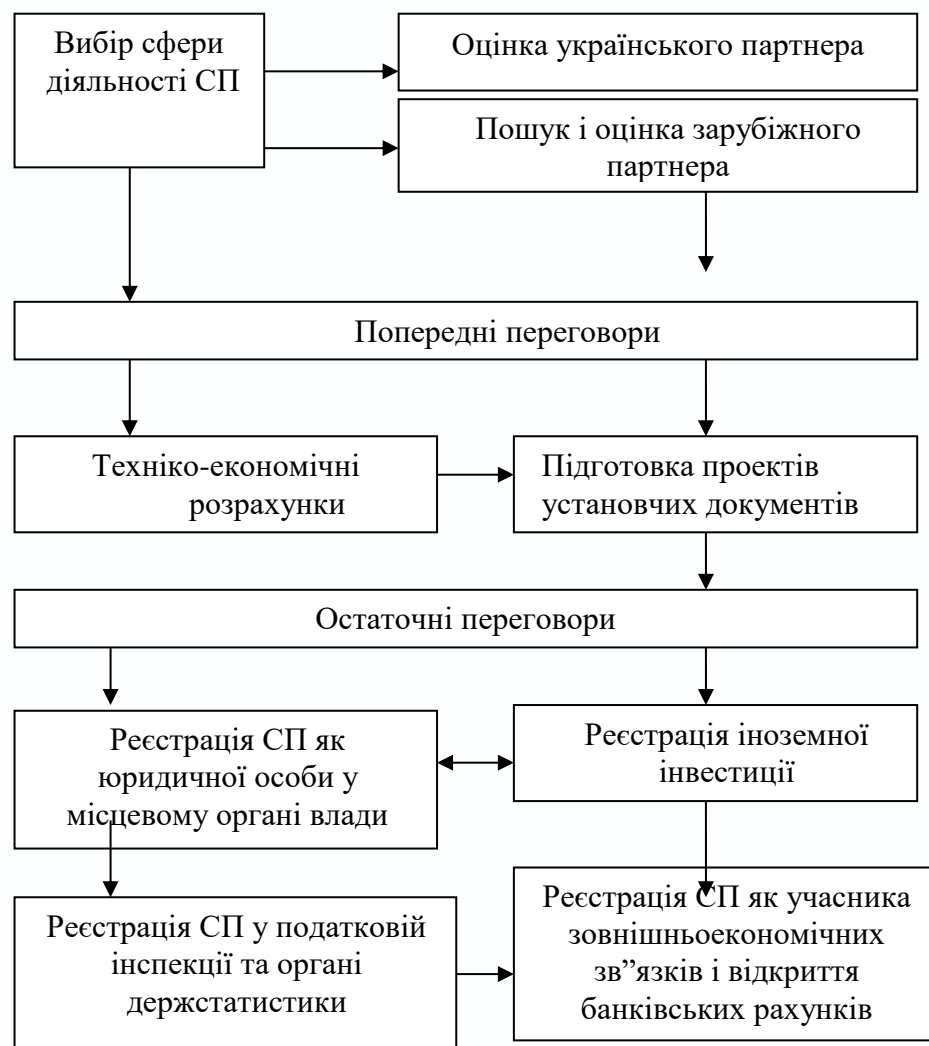 Вибір сфери
діяльності СП
Оцінка українського партнера
Пошук і оцінка зарубіжного
партнера
Попередні переговори
Техніко-економічні
розрахунки
Підготовка проектів
установчих документів
Остаточні переговори
Реєстрація СП як
юридичної особи у
місцевому органі влади
Реєстрація іноземної
інвестиції
Реєстрація СП у податковій
інспекції та органі
держстатистики
Реєстрація СП як учасника
зовнішньоекономічних
зв”язків і відкриття
банківських рахунків